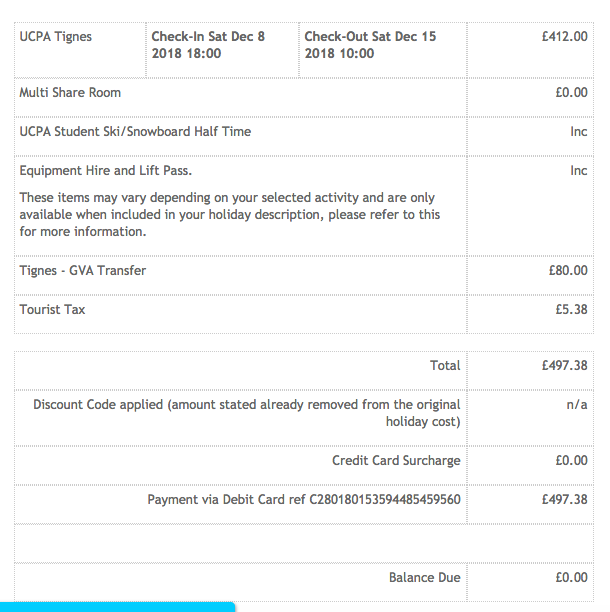 UCPA Tignes Check-In Sat Dec 8 Check-Out Sat Dec 15 £412.00
2018 18:00 2018 10:00
Multi Share Room £0.00
UCPA Student Ski/Snowboard Half Time Inc
Equipment Hire and Lift Pass. Inc
These items may vary depending on your selected activity and are only
available when included in your holiday description, please refer to this
for more information.
Tignes - GVA Transfer £80.00
Tourist Tax £5.38
Total £497.38
Discount Code applied (amount stated already removed from the original n/a
holiday cost)
Credit Card Surcharge £0.00
Payment via Debit Card ref C280180153594485459560 £497.38
Balance Due £0.00